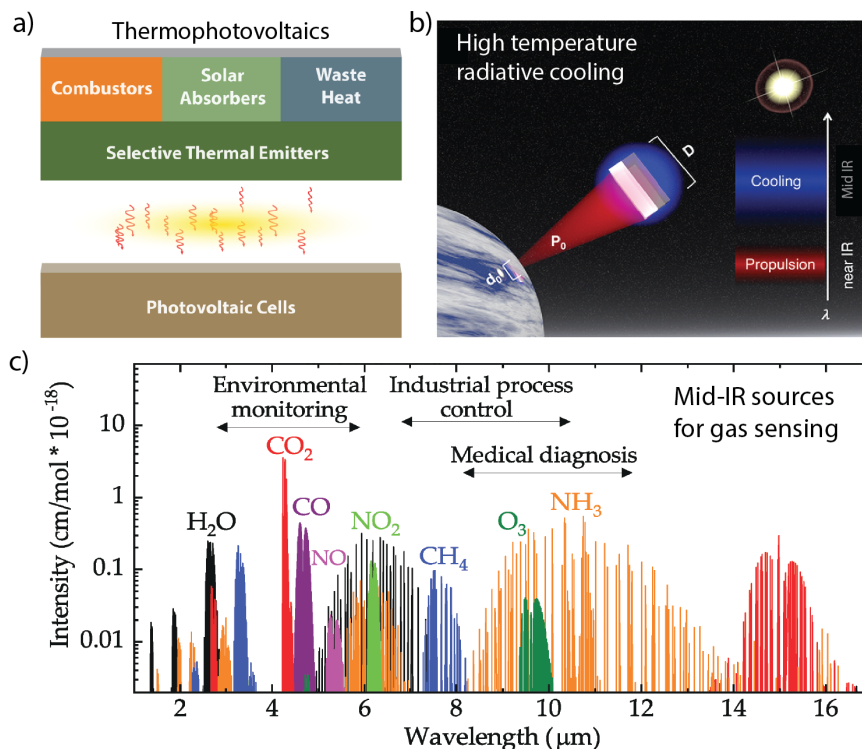 a)
Thermophotovoltaics
Combustors
Solar
Absorbers
Waste
Heat
Selective Thermal Emitters
Photovoltaic Cells
b)
High temperature
radiative cooling
D
P₀
d₀
Cooling
Propulsion
Mid IR
near IR
λ
c)
Environmental
monitoring
Industrial process
control
Mid-IR sources
for gas sensing
Medical diagnosis
CO₂
H₂O
CO
NO
NO₂
CH₄
O₃
NH₃
Intensity (cm/mol * 10⁻¹⁸)
10
1
0.1
0.01
2
4
6
8
10
12
14
16
Wavelength (µm)